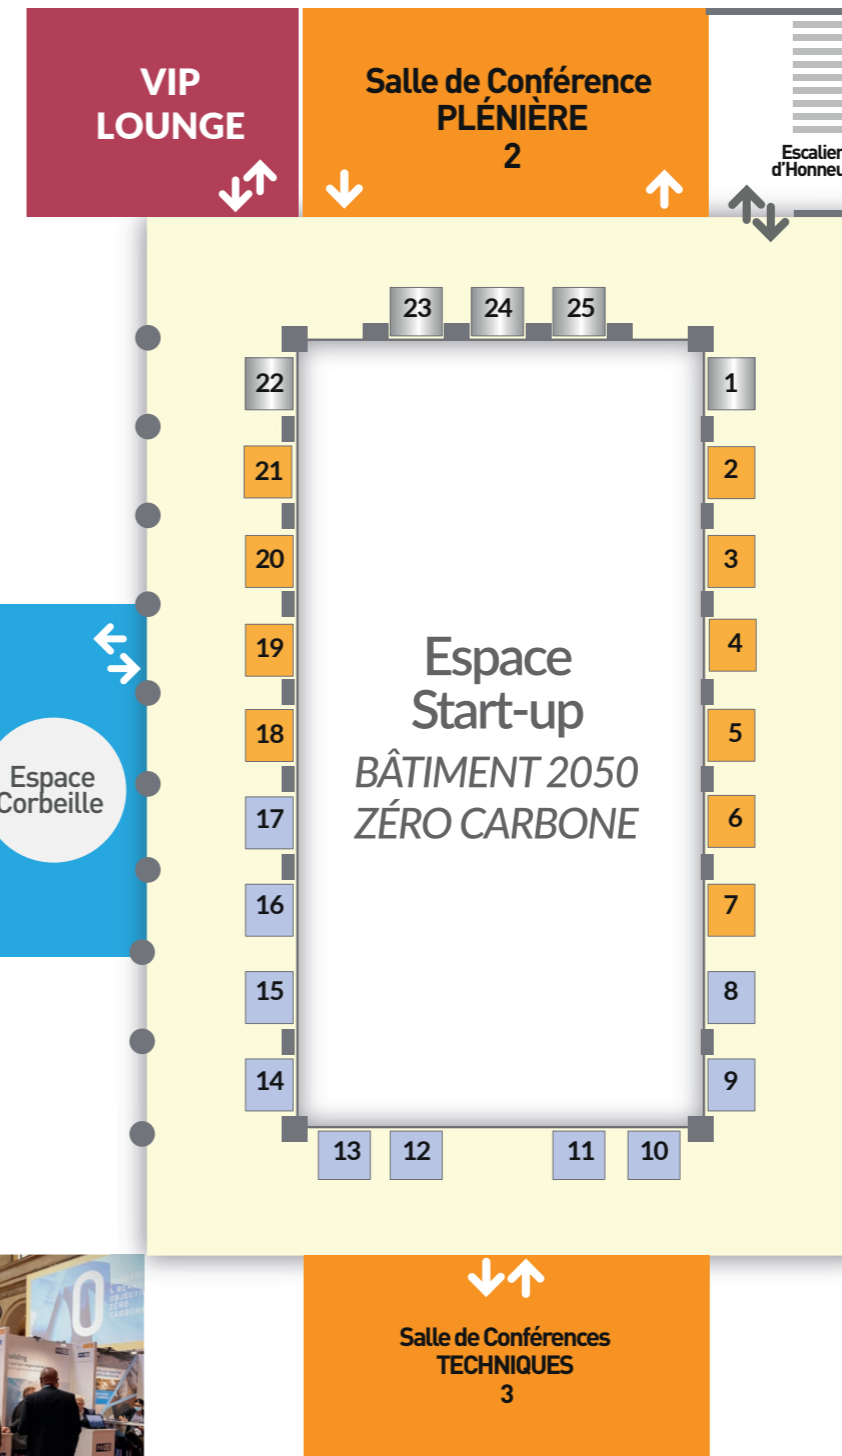 VIP
LOUNGE
Salle de Conférence
PLÉNIÈRE
2
Escalier
d'Honneu
23
24
25
22
1
21
2
20
3
19
4
18
5
17
6
16
7
15
8
14
9
13
12
11
10
Espace
Start-up
BÂTIMENT 2050
ZÉRO CARBONE
Espace
Corbeille
Salle de Conférences
TECHNIQUES
3